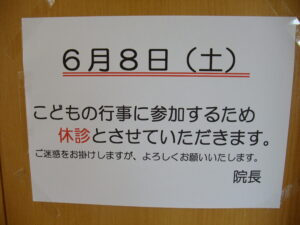 6月8日（土）
こどもの行事に参加するため
休診とさせていただきます。
ご迷惑をお掛けしますが、よろしくお願いいたします。
院長